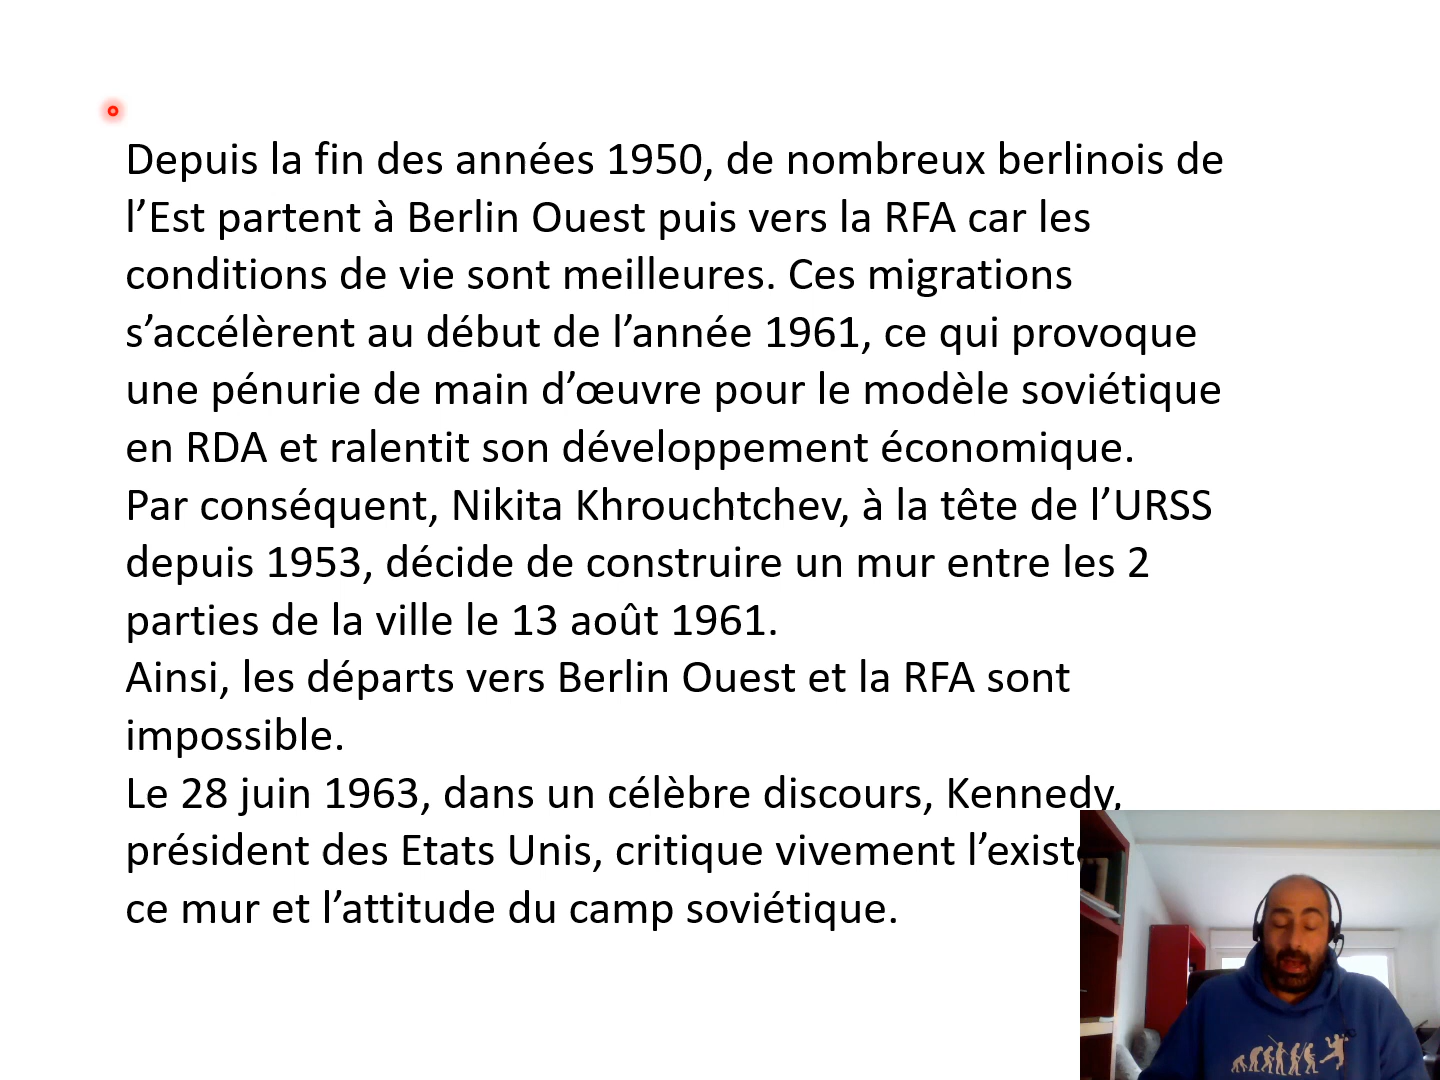 Depuis la fin des années 1950, de nombreux berlinois de
l’Est partent à Berlin Ouest puis vers la RFA car les
conditions de vie sont meilleures. Ces migrations
s’accélèrent au début de l’année 1961, ce qui provoque
une pénurie de main d’œuvre pour le modèle soviétique
en RDA et ralentit son développement économique.
Par conséquent, Nikita Khrouchtchev, à la tête de l’URSS
depuis 1953, décide de construire un mur entre les 2
parties de la ville le 13 août 1961.
Ainsi, les départs vers Berlin Ouest et la RFA sont
impossible.
Le 28 juin 1963, dans un célèbre discours, Kennedy,
président des Etats Unis, critique vivement
ce mur et l’attitude du camp soviétique.